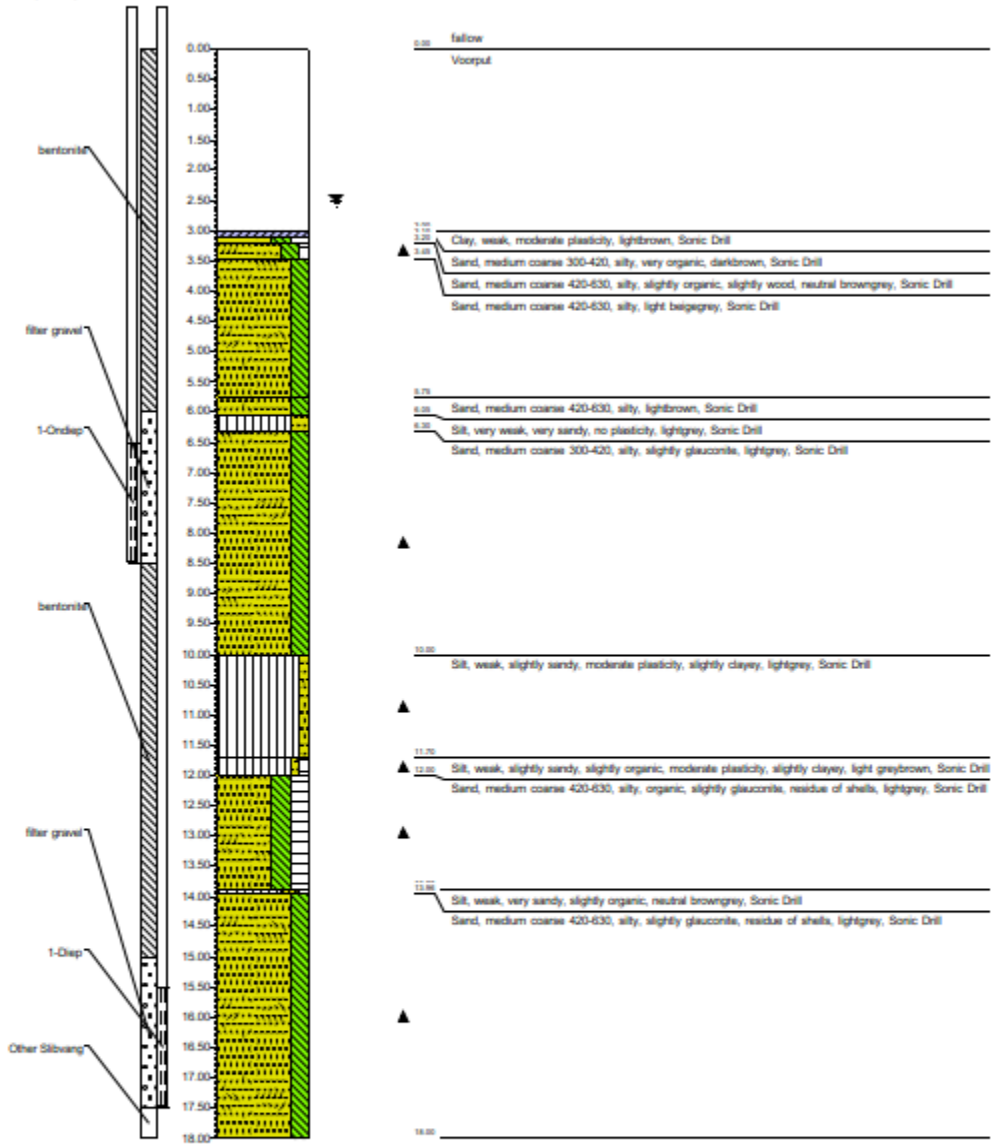 0.00 fallow
0.00
Voorput
0.50
1.00
bentonite
1.50
2.00
2.50
3.00
3.20
Clay, weak, moderate plasticity, lightbrown, Sonic Drill
Sand, medium coarse 300-420, silty, very organic, darkbrown, Sonic Drill
3.50
Sand, medium coarse 420-630, silty, slightly organic, slightly wood, neutral browngrey, Sonic Drill
4.00
Sand, medium coarse 420-630, silty, light beigegrey, Sonic Drill
filter gravel
4.50
5.00
5.50
5.75
6.00
6.05
Sand, medium coarse 420-630, silty, lightbrown, Sonic Drill
1-Ondiep
6.30
Silt, very weak, very sandy, no plasticity, lightgrey, Sonic Drill
6.50
Sand, medium coarse 300-420, silty, slightly glauconite, lightgrey, Sonic Drill
7.00
7.50
8.00
8.50
9.00
bentonite
9.50
10.00
10.00
Silt, weak, slightly sandy, moderate plasticity, slightly clayey, lightgrey, Sonic Drill
10.50
11.00
11.50
11.70
Silt, weak, slightly sandy, slightly organic, moderate plasticity, slightly clayey, light greybrown, Sonic Drill
12.00
12.00
Sand, medium coarse 420-630, silty, organic, slightly glauconite, residue of shells, lightgrey, Sonic Drill
12.50
filter gravel
13.00
13.50
14.00
Silt, weak, very sandy, slightly organic, neutral browngrey, Sonic Drill
14.50
Sand, medium coarse 420-630, silty, slightly glauconite, residue of shells, lightgrey, Sonic Drill
1-Diep
15.00
15.50
16.00
Other Slibvang
16.50
17.00
17.50
18.00
18.00